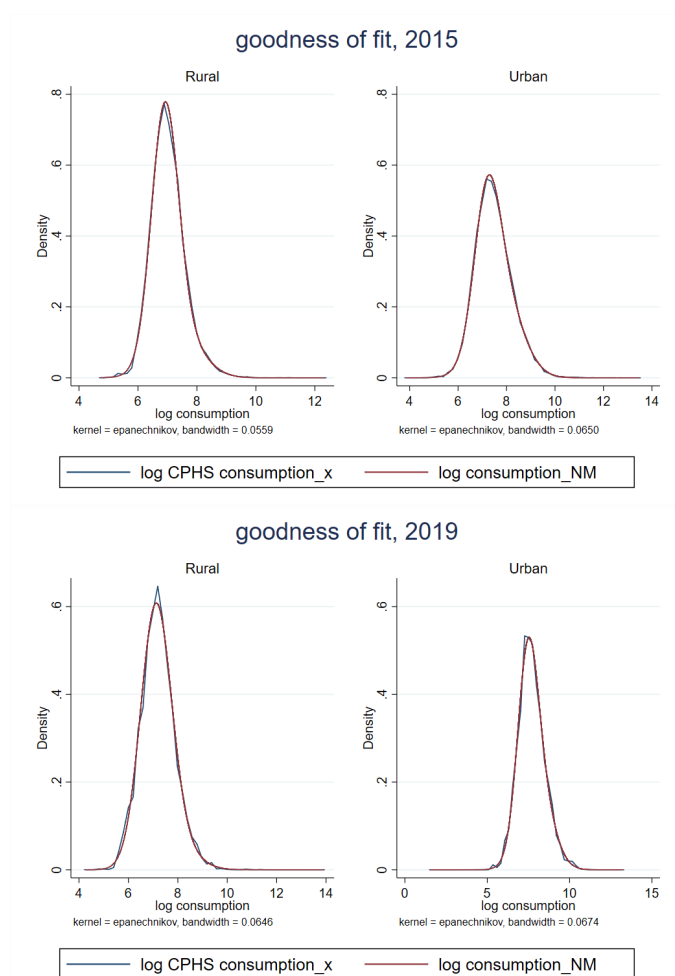 goodness of fit, 2015
Rural
Urban
.8
.6
.4
.2
0
Density
4 6 8 10 12
log consumption
kernel = epanechnikov, bandwidth = 0.0559
.8
.6
.4
.2
0
Density
4 6 8 10 12 14
log consumption
kernel = epanechnikov, bandwidth = 0.0650
log CPHS consumption_x log consumption_NM
goodness of fit, 2019
Rural
Urban
.6
.4
.2
0
Density
4 6 8 10 12 14
log consumption
kernel = epanechnikov, bandwidth = 0.0646
.6
.4
.2
0
Density
0 5 10 15
log consumption
kernel = epanechnikov, bandwidth = 0.0674
log CPHS consumption_x log consumption_NM